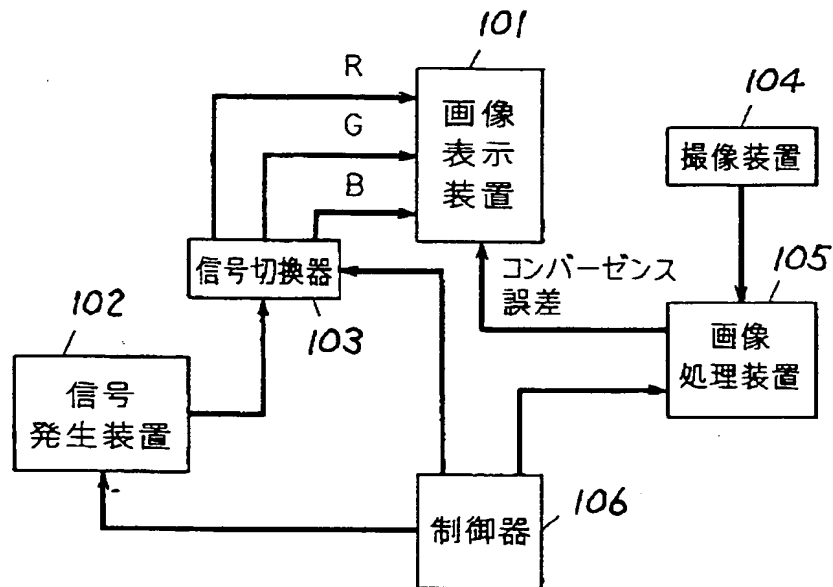 101
R
画像
表示
装置
G
B
104
撮像装置
信号切換器
103
コンバーゼンス
誤差
105
画像
処理装置
102
信号
発生装置
制御器
106